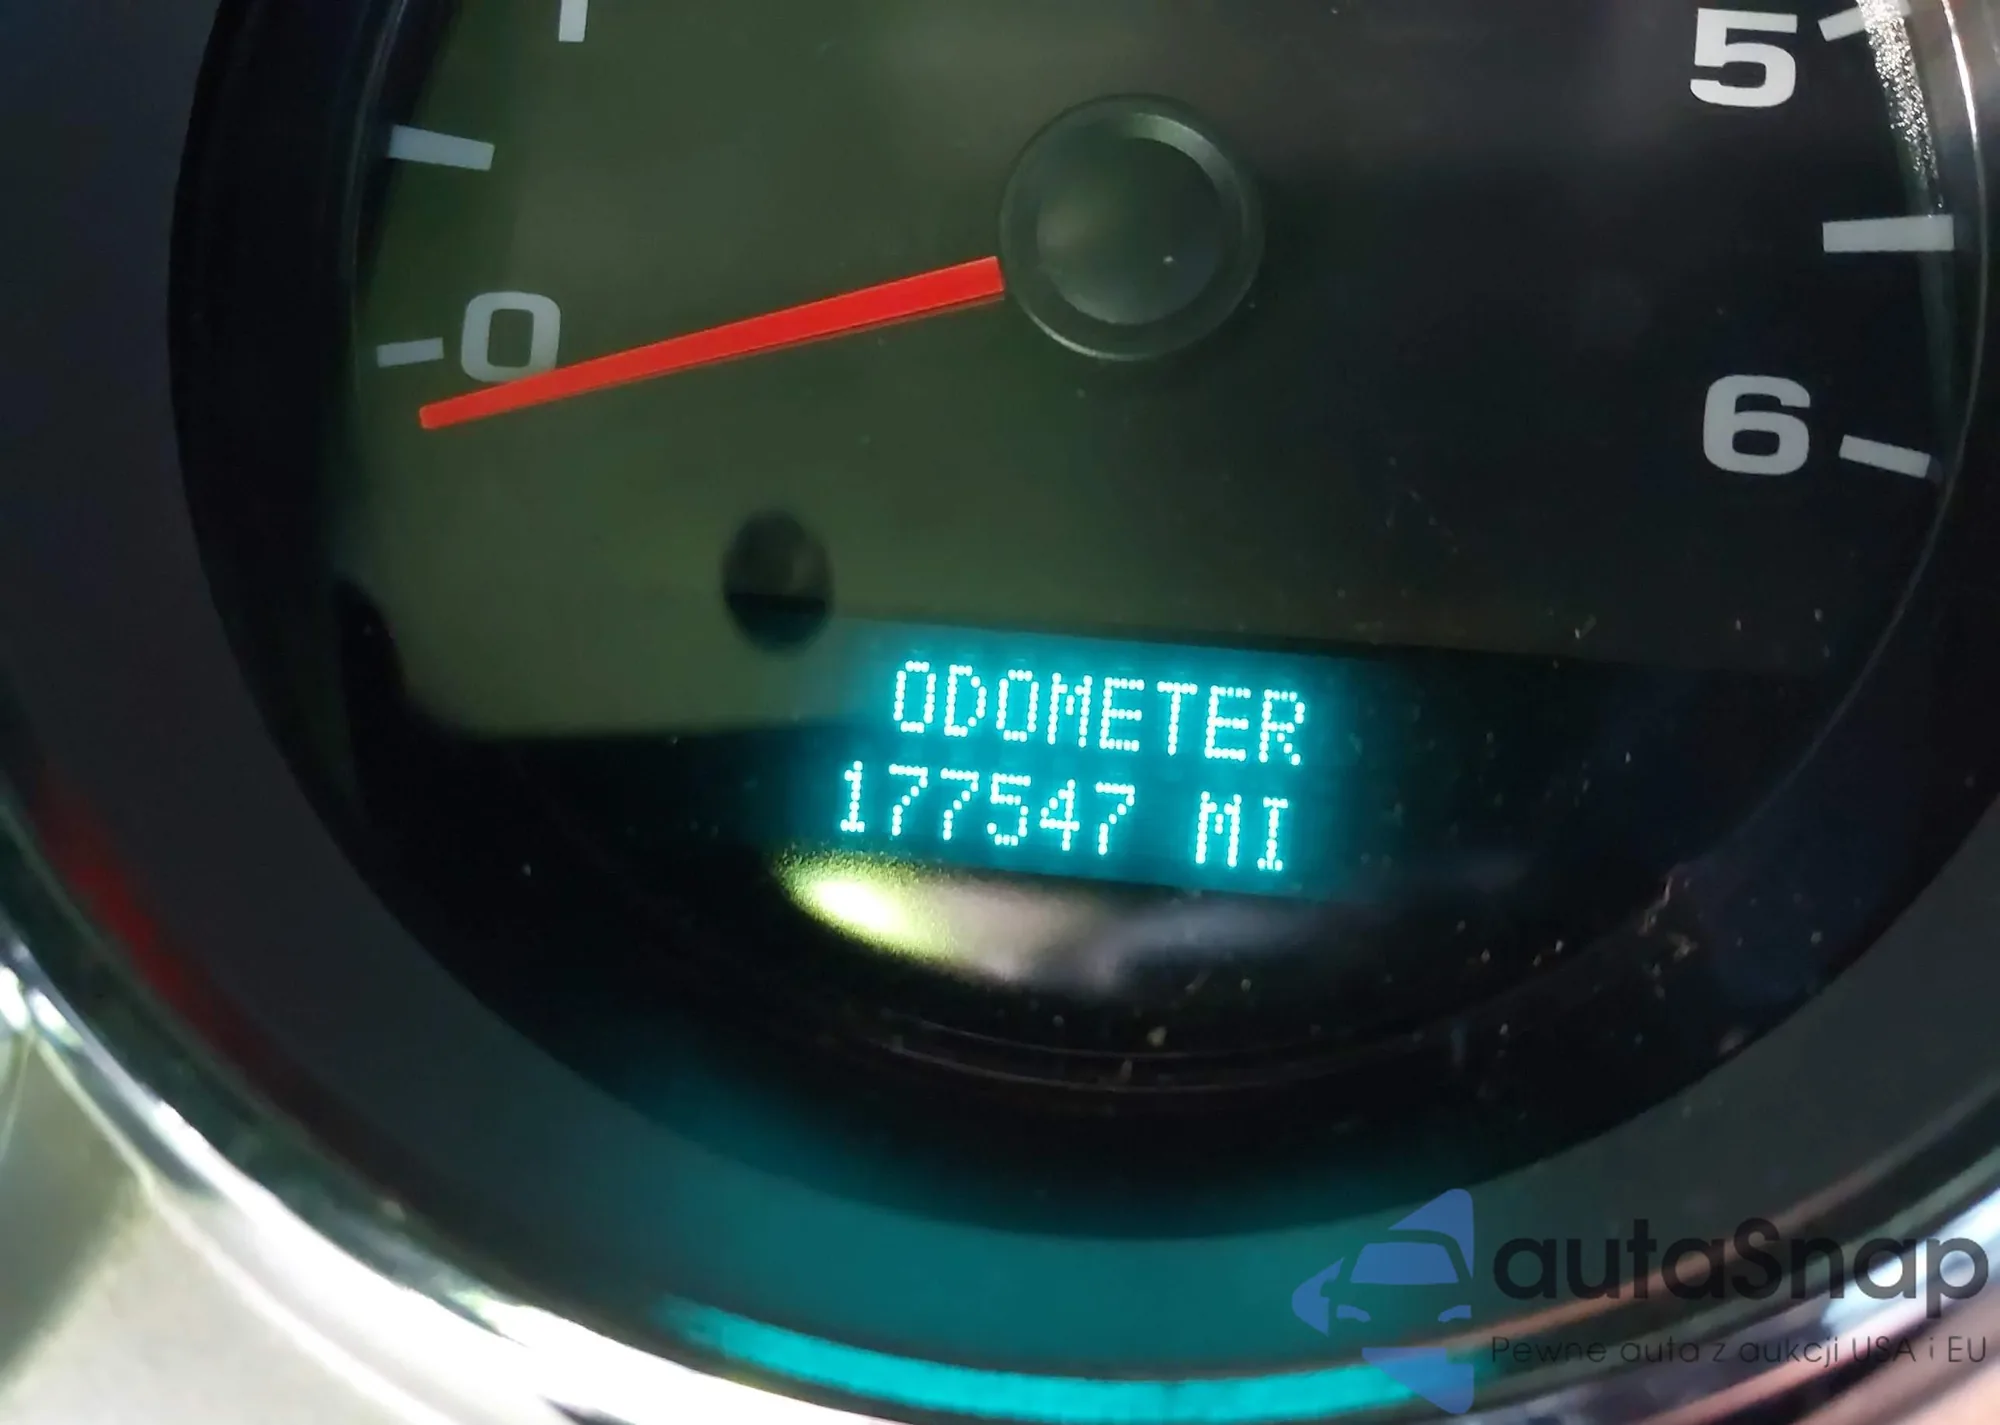 5
0
6
ODOMETER
177547 MI
autaSnap
Pewne auta z aukcji USA i EU